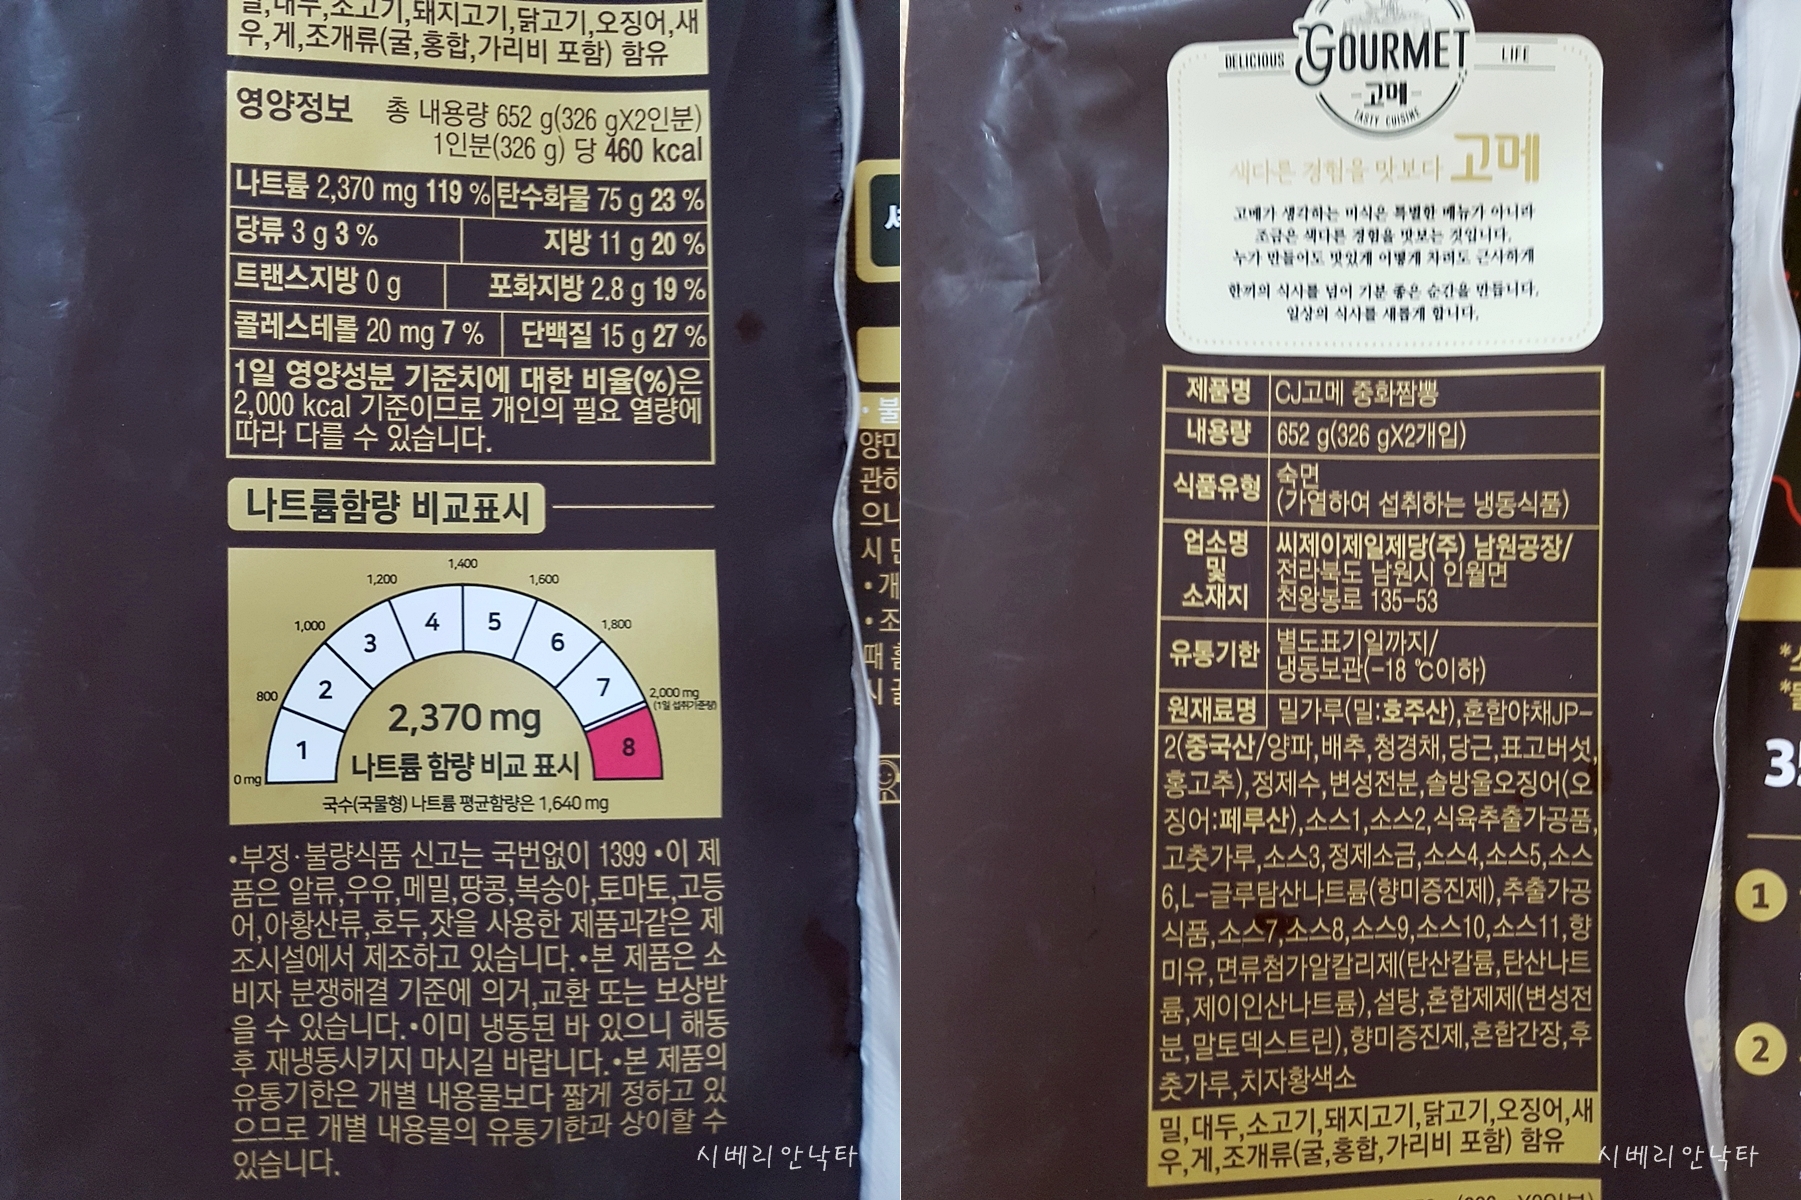 밀,대두,소고기,돼지고기,닭고기,오징어,새
우,게,조개류(굴,홍합,가리비 포함) 함유
영양정보
총 내용량 652 g(326 gX2인분)
1인분(326 g) 당 460 kcal
나트륨 2,370 mg 119 % 탄수화물 75 g 23 %
당류 3 g 3 % 지방 11 g 20 %
트랜스지방 0 g 포화지방 2.8 g 19 %
콜레스테롤 20 mg 7 % 단백질 15 g 27 %
1일 영양성분 기준치에 대한 비율(%)은
2,000 kcal 기준이므로 개인의 필요 열량에
따라 다를 수 있습니다.
나트륨함량 비교표시
0 mg 800 1,000 1,200 1,400 1,600 1,800 2,000 mg
(1일 섭취기준량)
1 2 3 4 5 6 7 8
2,370 mg
나트륨 함량 비교 표시
국수(국물형) 나트륨 평균함량은 1,640 mg
•부정·불량식품 신고는 국번없이 1399 •이 제
품은 알류,우유,메밀,땅콩,복숭아,토마토,고등
어,아황산류,호두,잣을 사용한 제품과같은 제
조시설에서 제조하고 있습니다.•본 제품은 소
비자 분쟁해결 기준에 의거,교환 또는 보상받
을 수 있습니다.•이미 냉동된 바 있으니 해동
후 재냉동시키지 마시길 바랍니다.•본 제품의
유통기한은 개별 내용물보다 짧게 정하고 있
으므로 개별 내용물의 유통기한과 상이할 수
있습니다.
시베리안낙타
DELICIOUS GOURMET LIFE
고메
TASTY CUISINE
색다른 경험을 맛보다 고메
고메가 생각하는 미식은 특별한 메뉴가 아니라
조금은 색다른 경험을 맛보는 것입니다.
누가 만들어도 맛있게 어떻게 차려도 근사하게
한끼의 식사를 넘어 기분 좋은 순간을 만듭니다.
일상의 식사를 새롭게 합니다.
제품명 CJ고메 중화짬뽕
내용량 652 g(326 gX2개입)
식품유형 숙면
(가열하여 섭취하는 냉동식품)
업소명 및 소재지 씨제이제일제당(주) 남원공장/
전라북도 남원시 인월면
천왕봉로 135-53
유통기한 별도표기일까지/
냉동보관(-18 ℃이하)
원재료명 밀가루(밀:호주산),혼합야채JP-
2(중국산/양파,배추,청경채,당근,표고버섯,
홍고추),정제수,변성전분,솔방울오징어(오
징어:페루산),소스1,소스2,식육추출가공품,
고춧가루,소스3,정제소금,소스4,소스5,소스
6,L-글루탐산나트륨(향미증진제),추출가공
식품,소스7,소스8,소스9,소스10,소스11,향
미유,면류첨가알칼리제(탄산칼륨,탄산나트
륨,제이인산나트륨),설탕,혼합제제(변성전
분,말토덱스트린),향미증진제,혼합간장,후
춧가루,치자황색소
밀,대두,소고기,돼지고기,닭고기,오징어,새
우,게,조개류(굴,홍합,가리비 포함) 함유
1
2
시베리안낙타